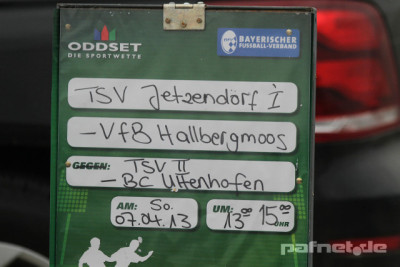 ODDSET
DIE SPORTWETTE
BAYERISCHER
FUSSBALL-VERBAND
TSV Jetzendorf I
-VfB Hallbergmoos
GEGEN: TSV II
-BC Uttenhofen
AM: So.
07.04.13
UM: 13⁰⁰ 15⁰⁰
UHR
pafnet.de